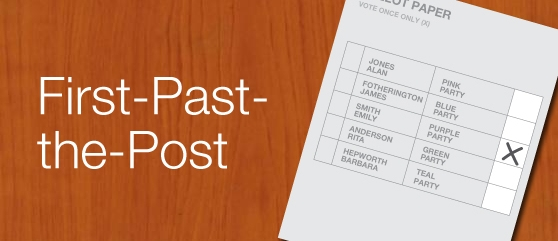 First-Past-
the-Post
LOT PAPER
VOTE ONCE ONLY (X)
JONES
ALAN
PINK
PARTY
FOTHERINGTON
JAMES
BLUE
PARTY
SMITH
EMILY
PURPLE
PARTY
X
ANDERSON
RITA
GREEN
PARTY
HEPWORTH
BARBARA
TEAL
PARTY